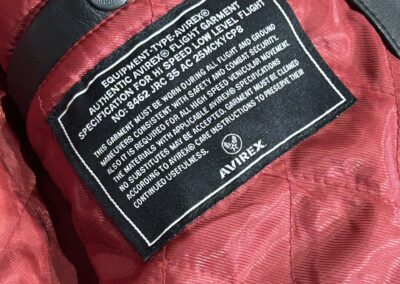 EQUIPMENT-TYPE-AVIREX®
AUTHENTIC AVIREX® FLIGHT GARMENT
SPECIFICATION FOR HI SPEED LOW LEVEL FLIGHT
NO: 8462 JRC 35 AC 25MCKYCP8
THIS GARMENT MUST BE WORN DURING ALL FLIGHT AND GROUND
MANEUVERS CONSISTENT WITH SAFETY AND COMBAT SECURITY.
ALSO IT IS REQUIRED FOR ALL HIGH SPEED VEHICULAR MOVEMENT.
THE MATERIALS WITH APPLICABLE AVIREX® SPECIFICATIONS
NO SUBSTITUTES MAY BE ACCEPTED. GARMENT MUST BE CLEANED
ACCORDING TO AVIREX® CARE INSTRUCTIONS TO PRESERVE THEIR
CONTINUED USEFULNESS.
AVIREX